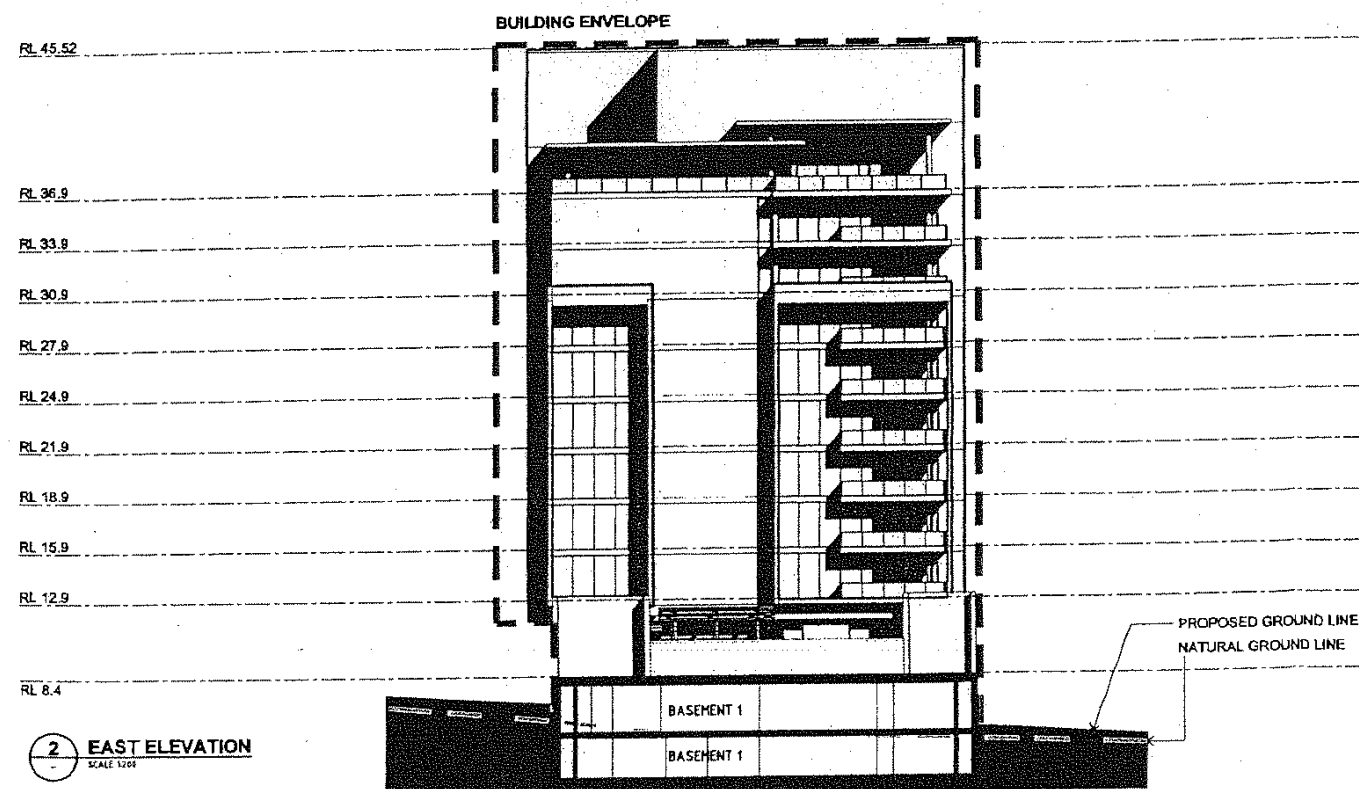 BUILDING ENVELOPE
RL 45.52
RL 36.9
RL 33.9
RL 30.9
RL 27.9
RL 24.9
RL 21.9
RL 18.9
RL 15.9
RL 12.9
PROPOSED GROUND LINE
NATURAL GROUND LINE
RL 8.4
BASEMENT 1
BASEMENT 1
2 EAST ELEVATION
SCALE